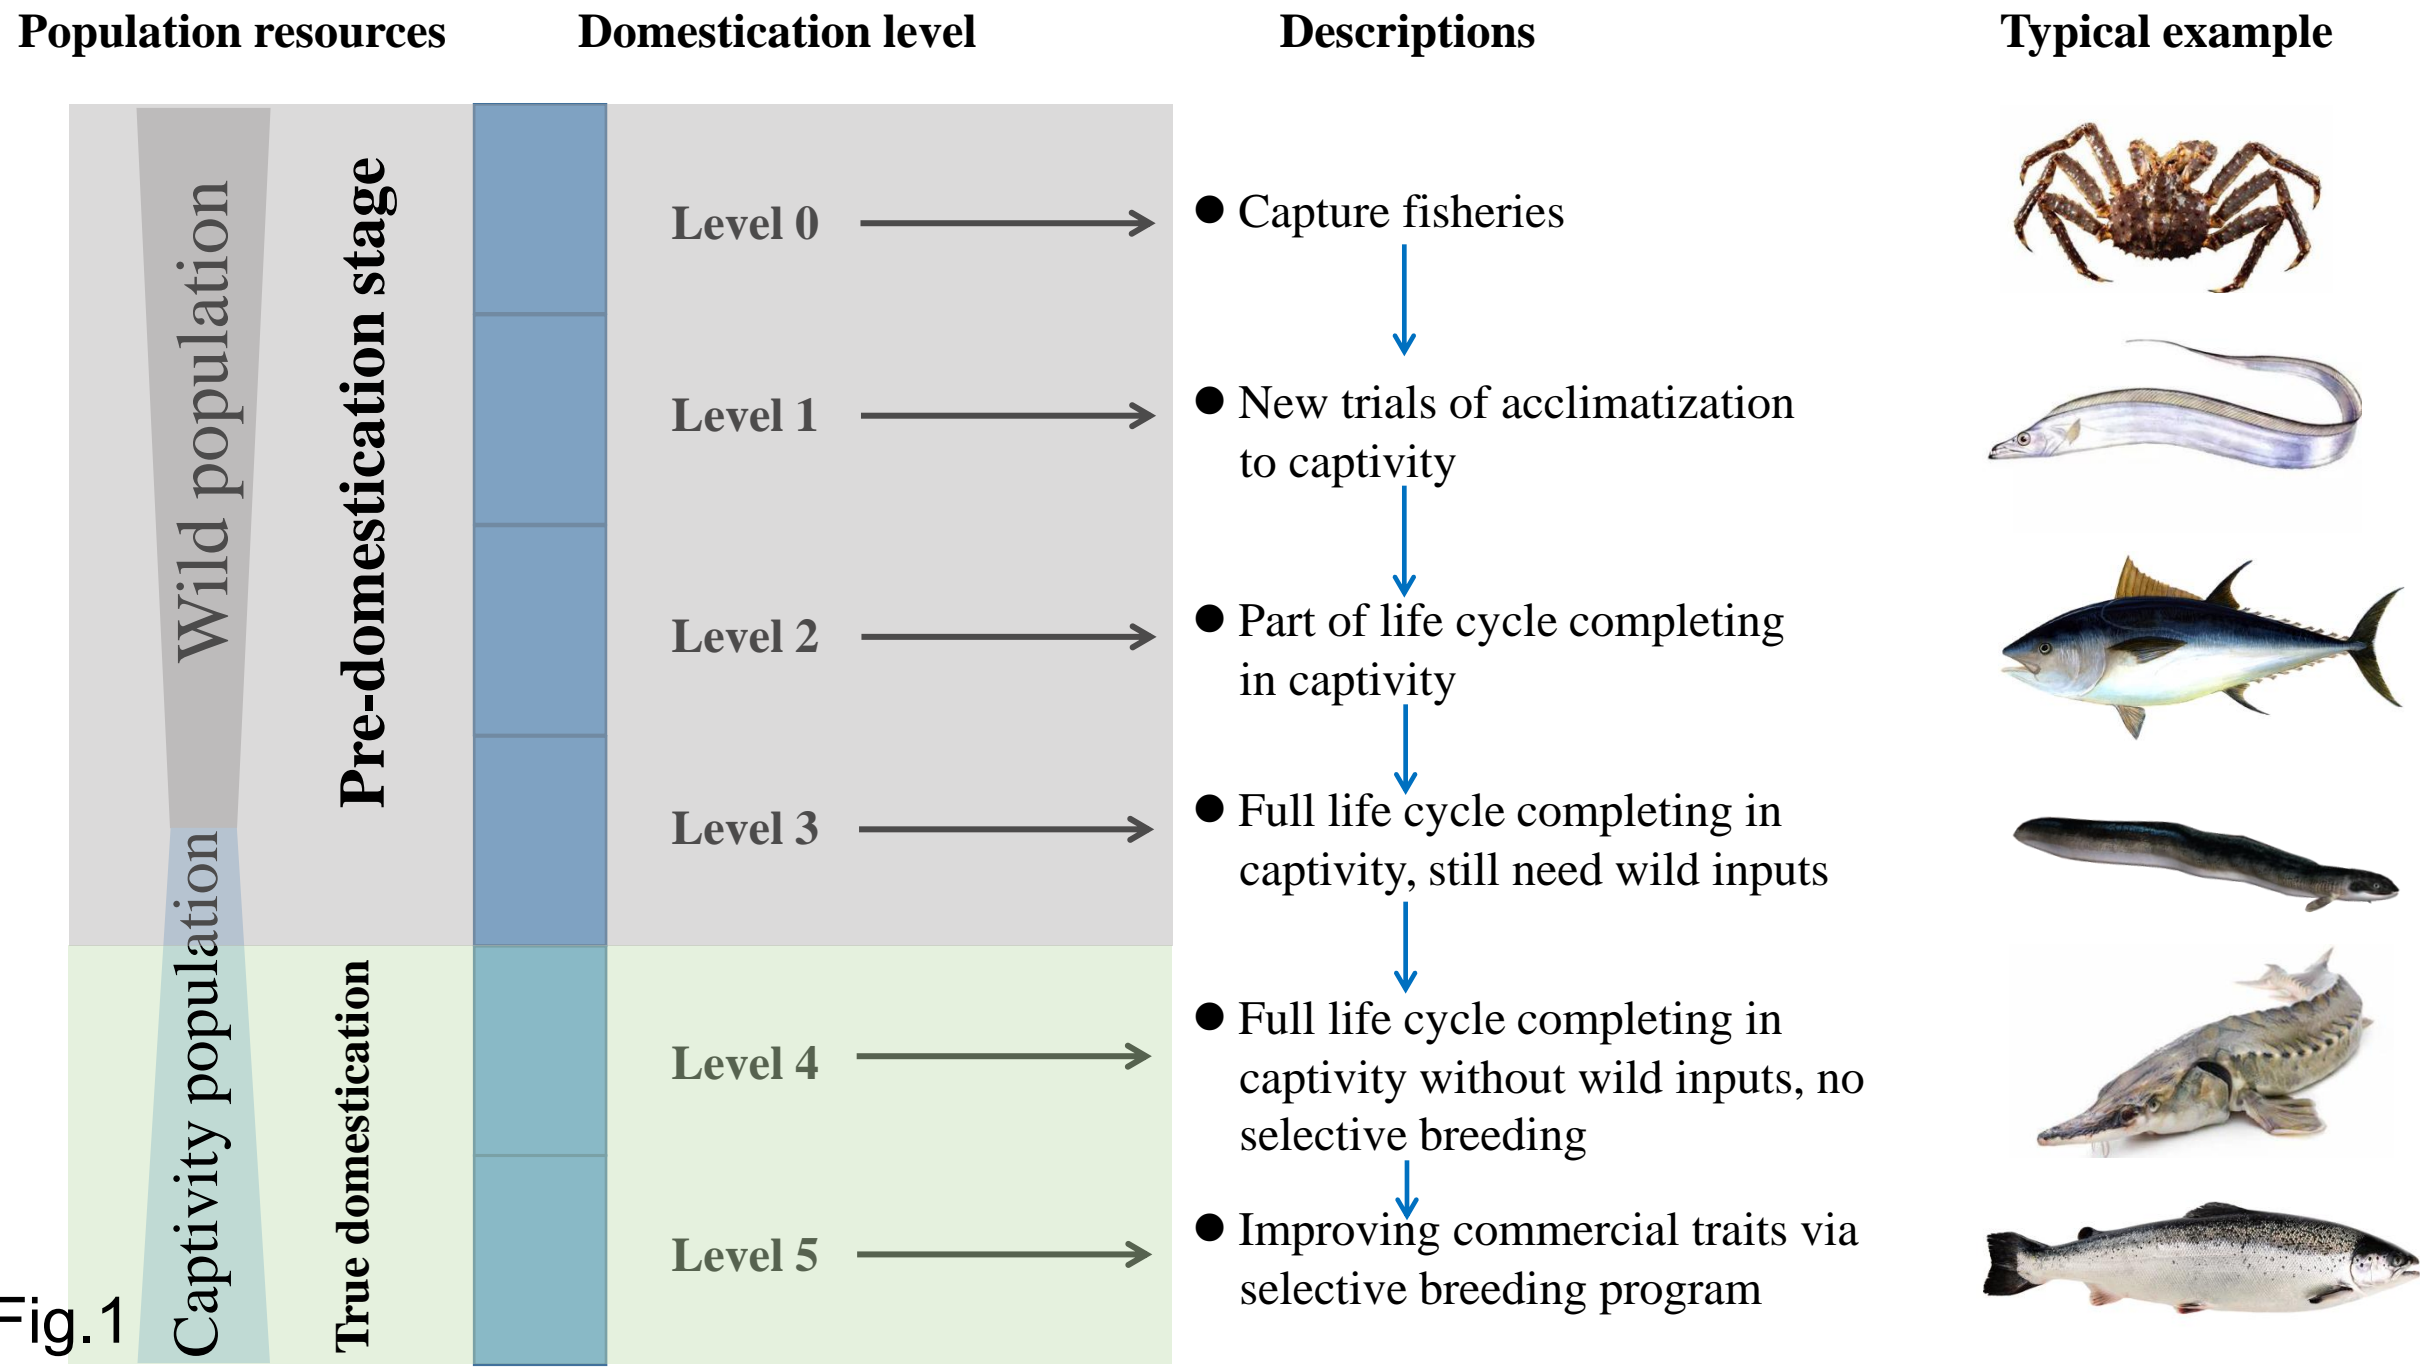 Population resources
Domestication level
Descriptions
Typical example
Wild population
Captivity population
Pre-domestication stage
True domestication
Level 0
● Capture fisheries
Level 1
● New trials of acclimatization
to captivity
Level 2
● Part of life cycle completing
in captivity
Level 3
● Full life cycle completing in
captivity, still need wild inputs
Level 4
● Full life cycle completing in
captivity without wild inputs, no
selective breeding
Level 5
● Improving commercial traits via
selective breeding program
Fig.1